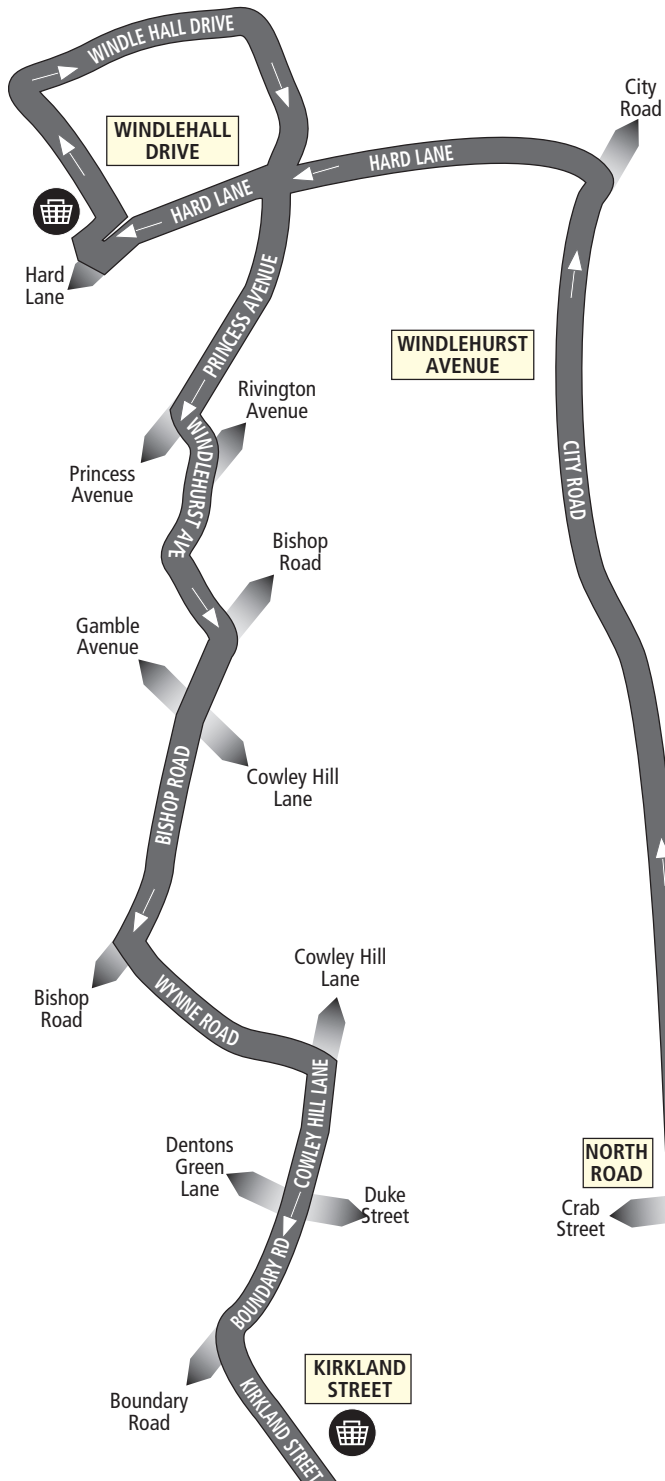 WINDLE HALL DRIVE
City
Road
WINDLEHALL
DRIVE
HARD LANE
HARD LANE
Hard
Lane
PRINCESS AVENUE
WINDLEHURST
AVENUE
Rivington
Avenue
WINDLEHURST AVE
Princess
Avenue
CITY ROAD
Bishop
Road
Gamble
Avenue
Cowley Hill
Lane
BISHOP ROAD
Cowley Hill
Lane
Bishop
Road
WYNNE ROAD
COWLEY HILL LANE
Dentons
Green
Lane
Duke
Street
NORTH
ROAD
Crab
Street
BOUNDARY RD
Boundary
Road
KIRKLAND
STREET
KIRKLAND STREET